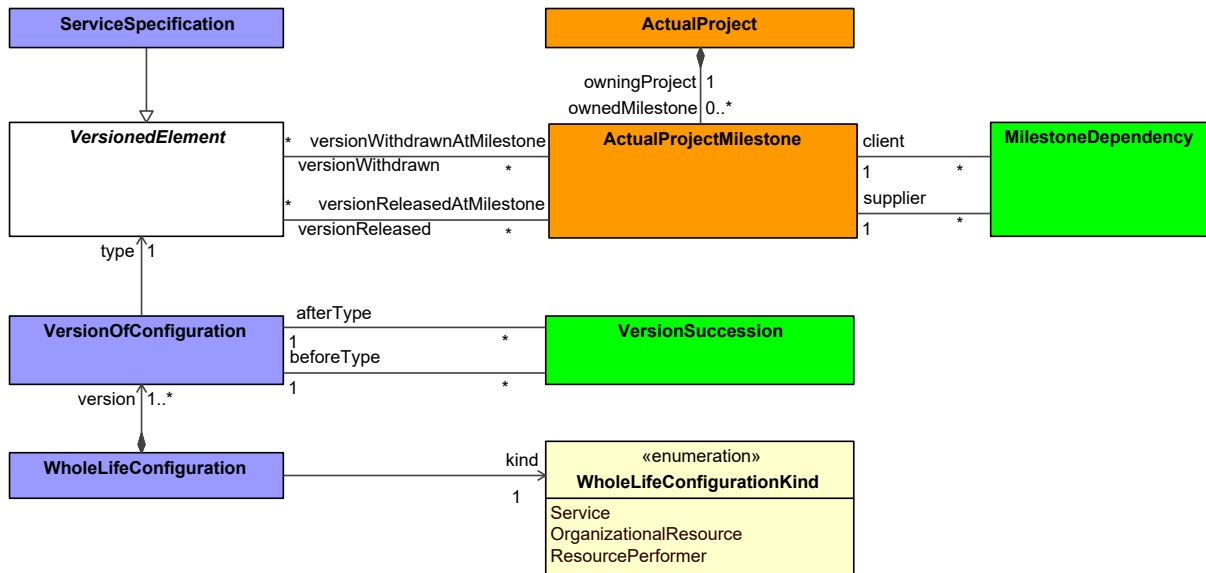 ServiceSpecification
ActualProject
owningProject 1
ownedMilestone 0..*
VersionedElement
* versionWithdrawnAtMilestone
versionWithdrawn *
* versionReleasedAtMilestone
versionReleased *
ActualProjectMilestone
client
1 *
supplier
1 *
MilestoneDependency
type 1
VersionOfConfiguration
afterType
1 *
beforeType
1 *
VersionSuccession
version 1..*
WholeLifeConfiguration
kind
1
«enumeration»
WholeLifeConfigurationKind
Service
OrganizationalResource
ResourcePerformer